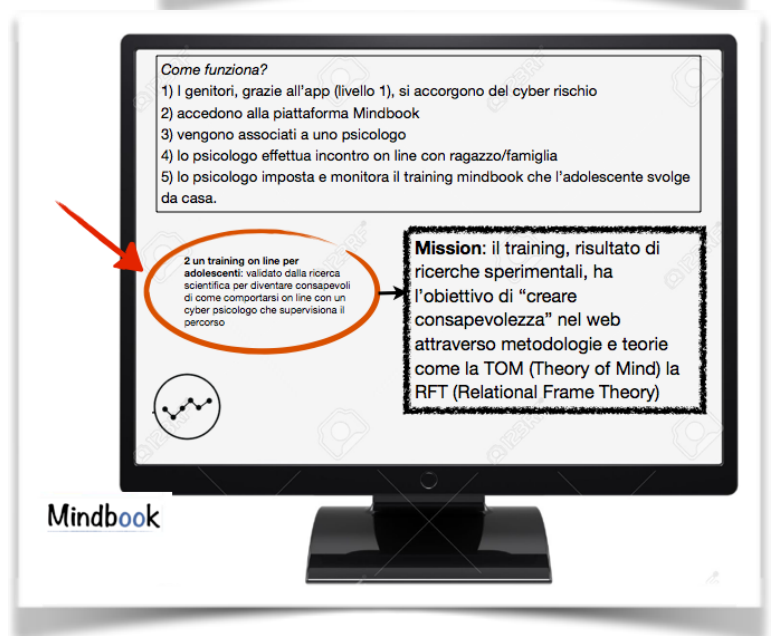 Come funziona?
1) I genitori, grazie all'app (livello 1), si accorgono del cyber rischio
2) accedono alla piattaforma Mindbook
3) vengono associati a uno psicologo
4) lo psicologo effettua incontro on line con ragazzo/famiglia
5) lo psicologo imposta e monitora il training mindbook che l'adolescente svolge
da casa.
2 un training on line per
adolescenti: validato dalla ricerca
scientifica per diventare consapevoli
di come comportarsi on line con un
cyber psicologo che supervisiona il
percorso
Mission: il training, risultato di
ricerche sperimentali, ha
l'obiettivo di "creare
consapevolezza" nel web
attraverso metodologie e teorie
come la TOM (Theory of Mind) la
RFT (Relational Frame Theory)
Mindbook